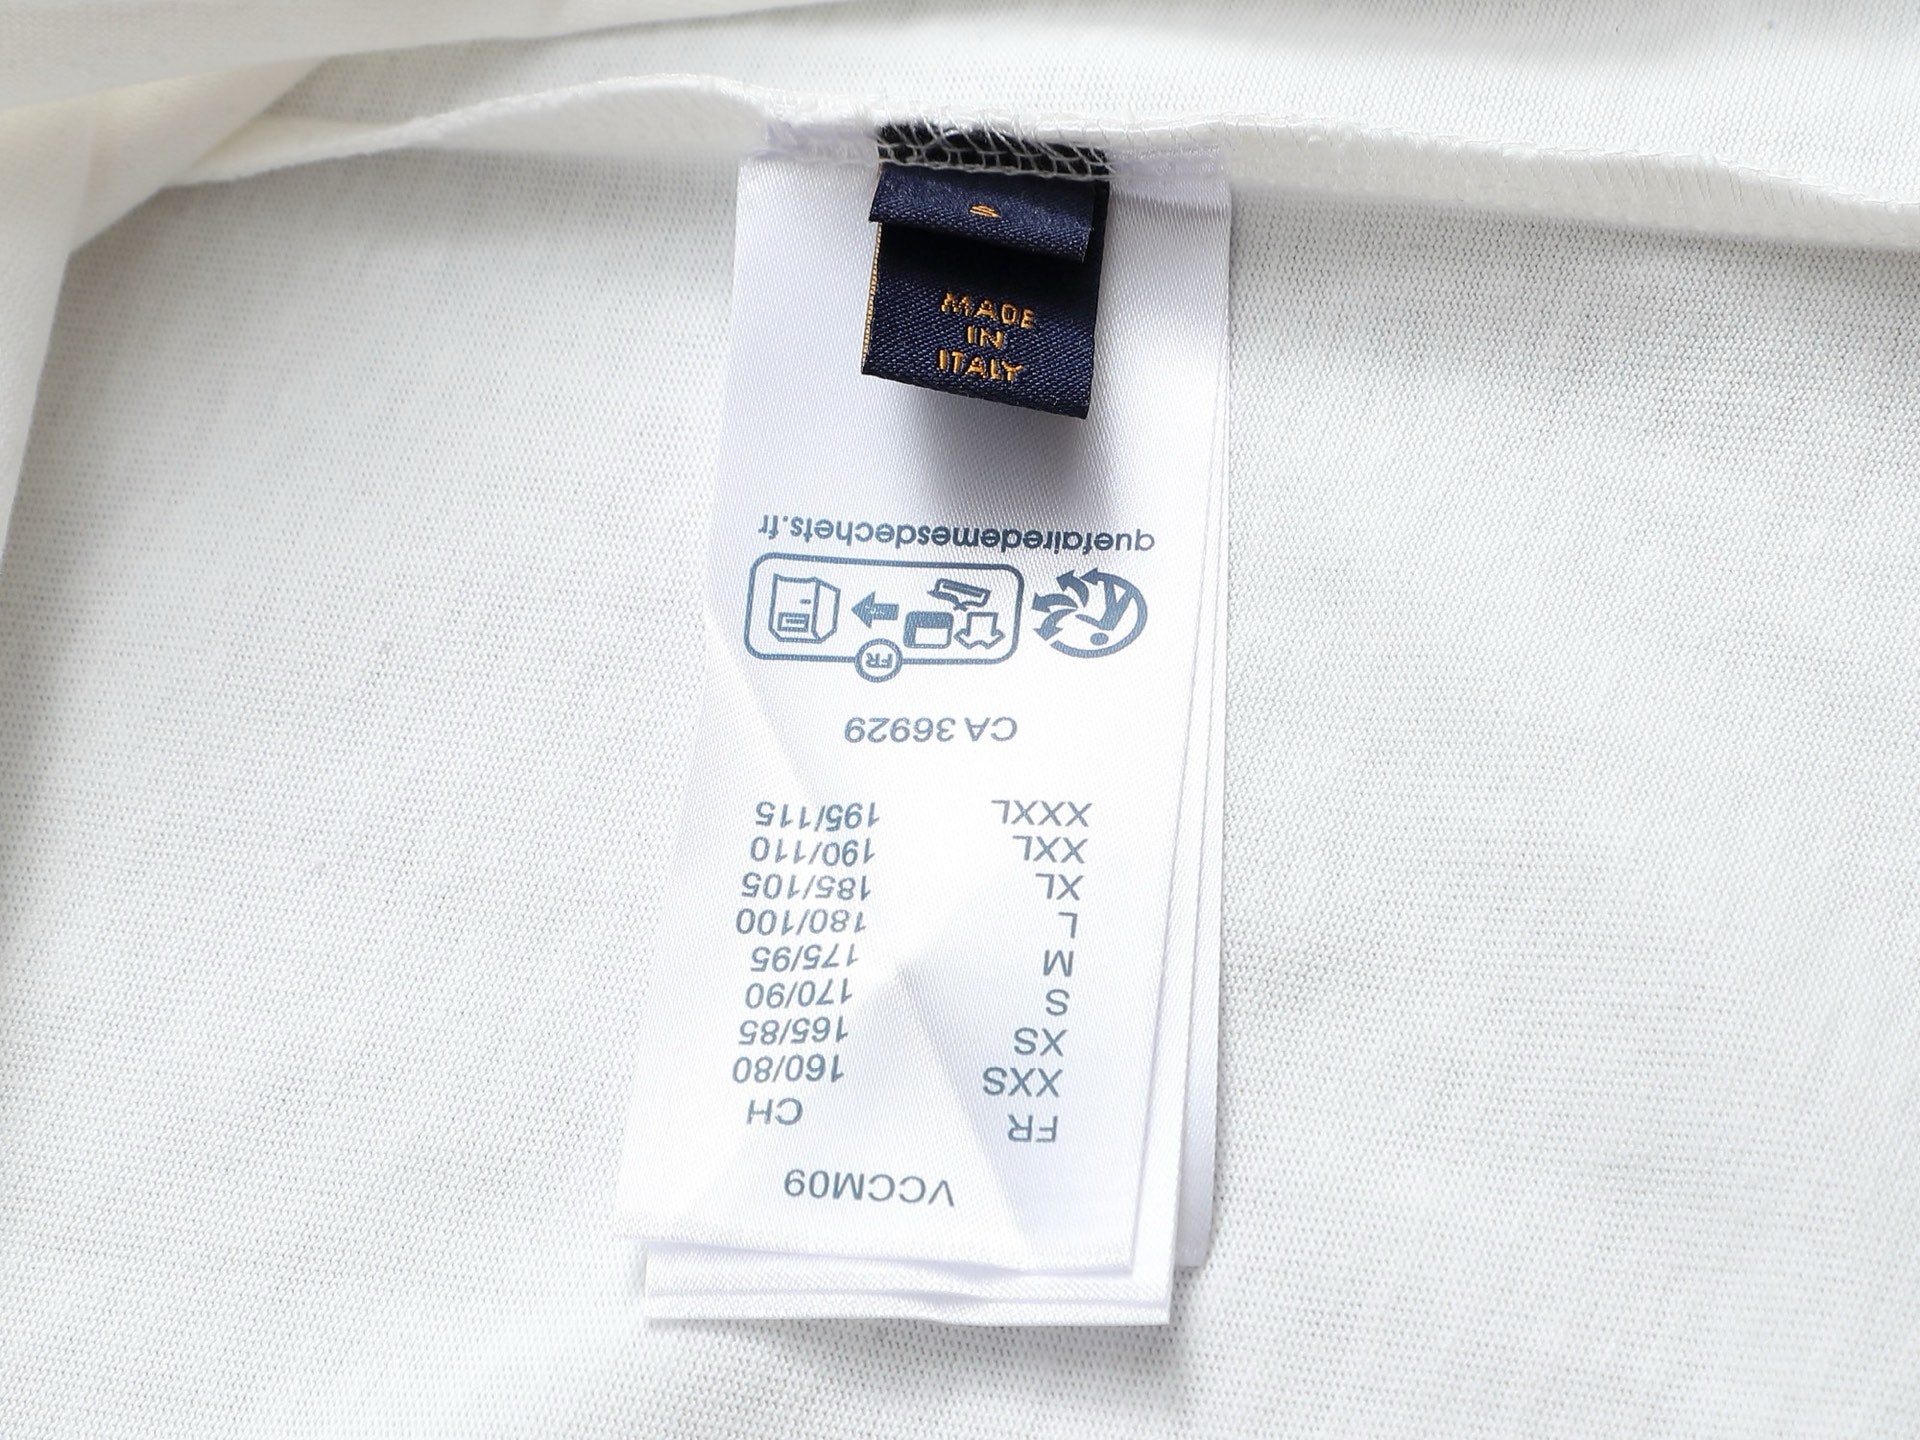 MADE
IN
ITALY
VCCM09
FR CH
XXS 160/80
XS 165/85
S 170/90
M 175/95
L 180/100
XL 185/105
XXL 190/110
XXXL 195/115
CA 36929
FR
quefairedemesdechets.fr